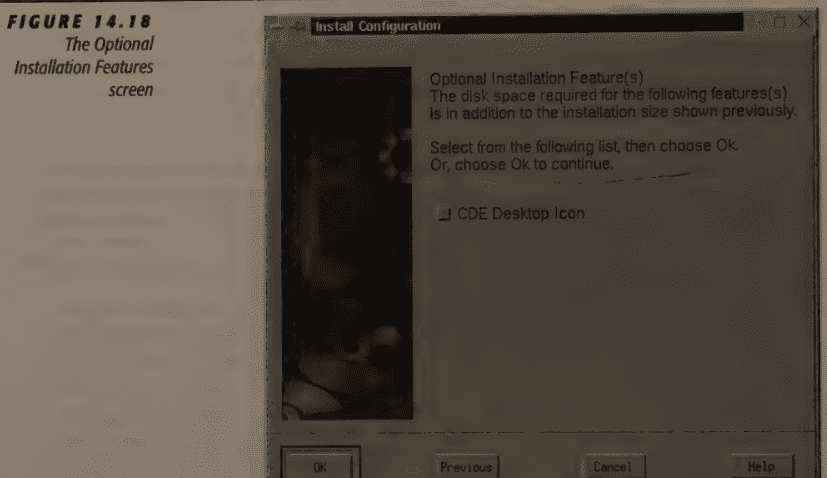 FIGURE 14.18
The Optional
Installation Features
screen
Install Configuration
Optional Installation Feature(s)
The disk space required for the following features(s)
is in addition to the installation size shown previously.
Select from the following list, then choose Ok.
Or, choose Ok to continue.
CDE Desktop Icon
OK
Previous
Cancel
Help